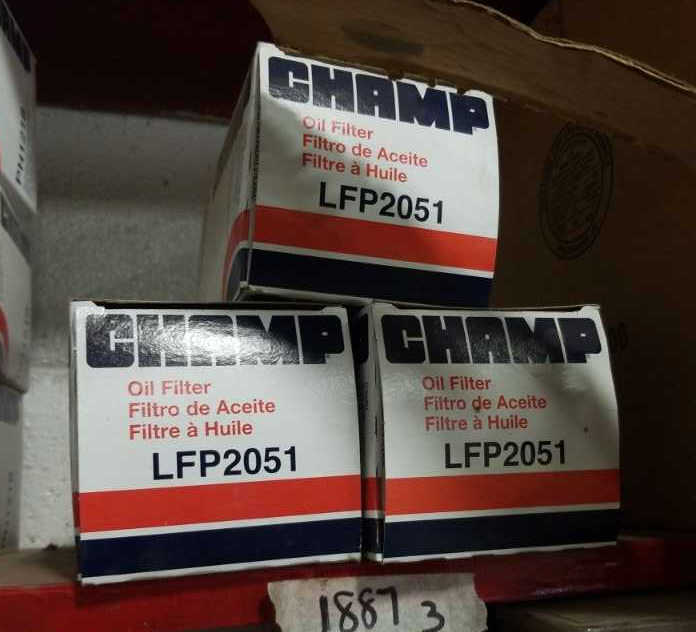 CHAMP
Oil Filter
Filtro de Aceite
Filtre à Huile
LFP2051
CHAMP
Oil Filter
Filtro de Aceite
Filtre à Huile
LFP2051
CHAMP
Oil Filter
Filtro de Aceite
Filtre à Huile
LFP2051
1887 3
PH1218